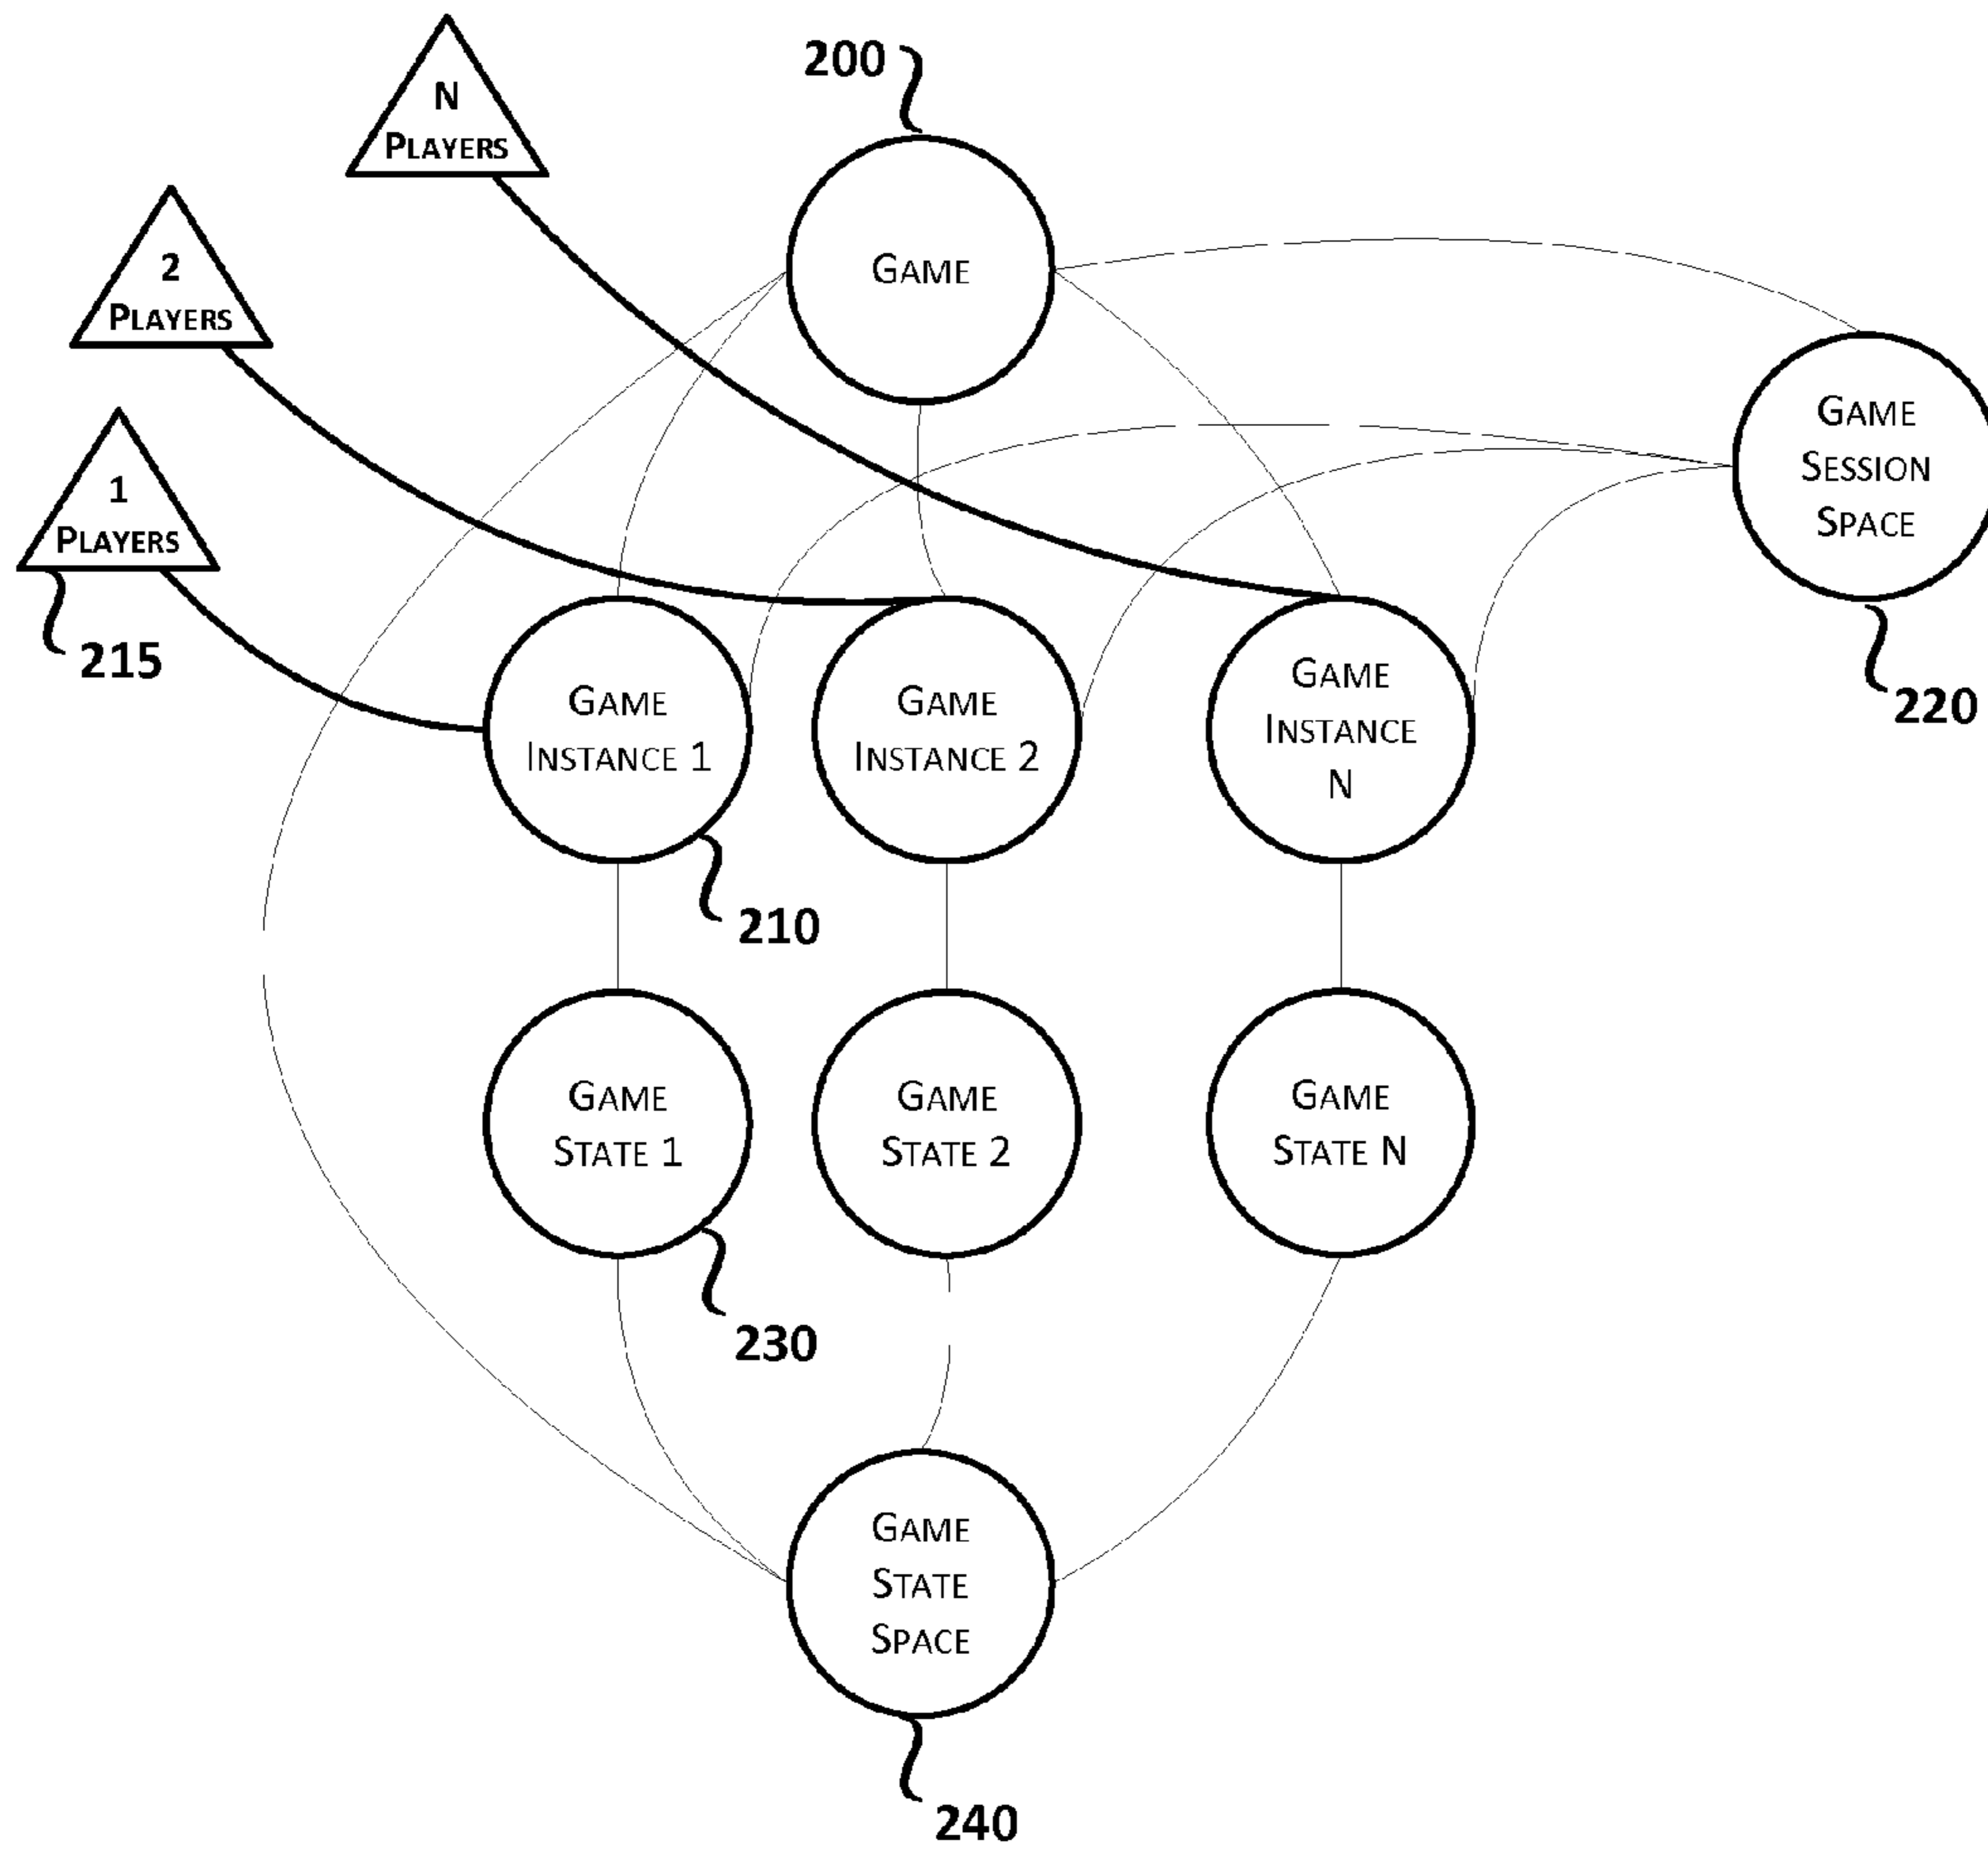 N
PLAYERS
200
2
PLAYERS
GAME
1
PLAYERS
215
GAME
SESSION
SPACE
220
GAME
INSTANCE 1
210
GAME
INSTANCE 2
GAME
INSTANCE
N
GAME
STATE 1
230
GAME
STATE 2
GAME
STATE N
GAME
STATE
SPACE
240